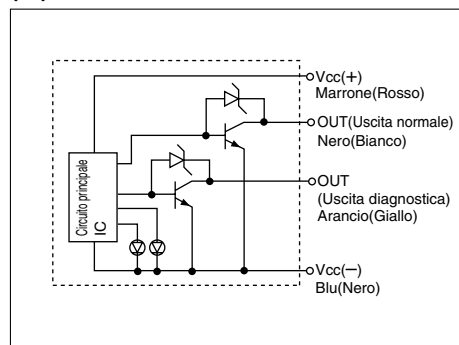 Vcc(+)
Marrone(Rosso)
OUT(Uscita normale)
Nero(Bianco)
OUT
(Uscita diagnostica)
Arancio(Giallo)
Circuito principale
IC
Vcc(−)
Blu(Nero)